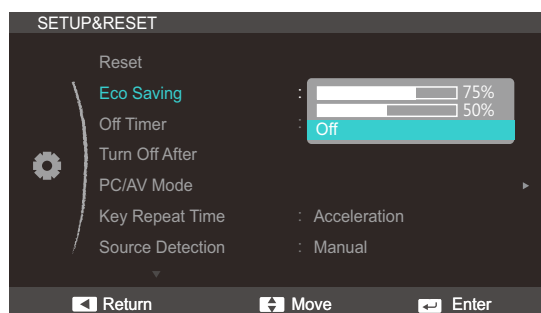 SETUP&RESET
Reset
Eco Saving : 75%
50%
Off Timer : Off
Turn Off After
PC/AV Mode
Key Repeat Time : Acceleration
Source Detection : Manual
Return Move Enter